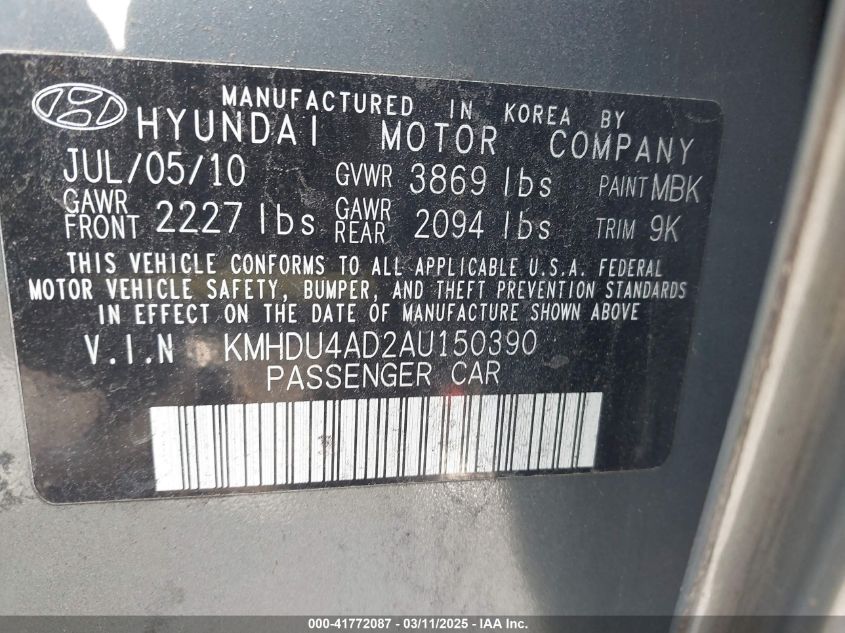 MANUFACTURED IN KOREA BY
HYUNDAI MOTOR COMPANY
JUL/05/10 GVWR 3869 lbs PAINT MBK
GAWR FRONT 2227 lbs GAWR REAR 2094 lbs TRIM 9K
THIS VEHICLE CONFORMS TO ALL APPLICABLE U.S.A. FEDERAL
MOTOR VEHICLE SAFETY, BUMPER, AND THEFT PREVENTION STANDARDS
IN EFFECT ON THE DATE OF MANUFACTURE SHOWN ABOVE
V.I.N KMHDU4AD2AU150390
PASSENGER CAR
000-41772087 - 03/11/2025 - IAA Inc.